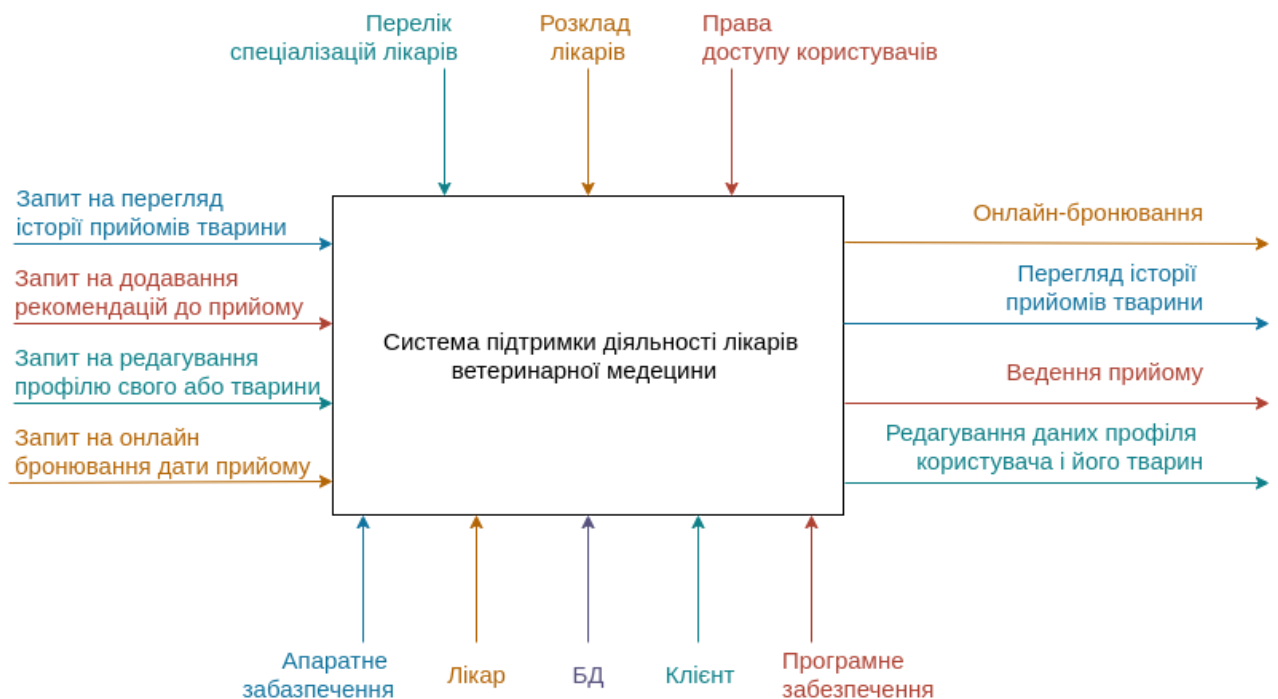 Перелік
спеціалізацій лікарів
Розклад
лікарів
Права
доступу користувачів
Запит на перегляд
історії прийомів тварини
Запит на додавання
рекомендацій до прийому
Запит на редагування
профілю свого або тварини
Запит на онлайн
бронювання дати прийому
Система підтримки діяльності лікарів
ветеринарної медецини
Онлайн-бронювання
Перегляд історії
прийомів тварини
Ведення прийому
Редагування даних профіля
користувача і його тварин
Апаратне
забазпечення
Лікар
БД
Клієнт
Програмне
забезпечення